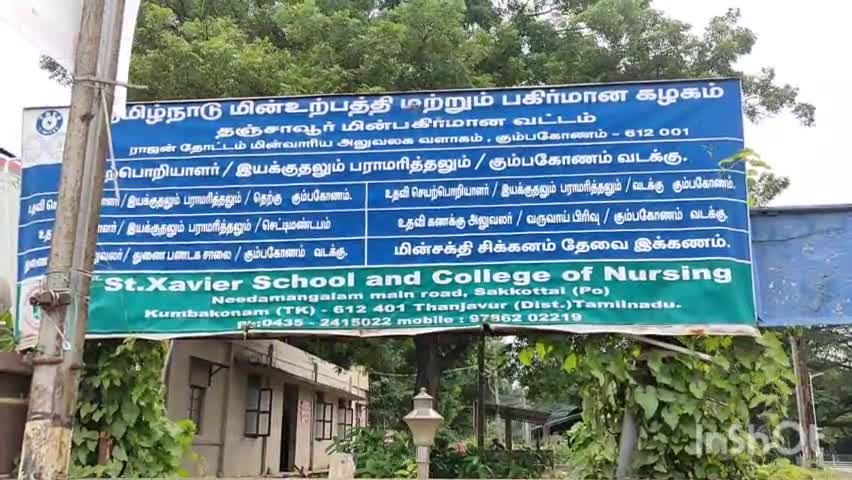 தமிழ்நாடு மின்உற்பத்தி மற்றும் பகிர்மான கழகம்
தஞ்சாவூர் மின்பகிர்மான வட்டம்
ராஜன் தோட்டம் மின்வாரிய அலுவலக வளாகம் , கும்பகோணம் - 612 001
/ இயக்குதலும் பராமரித்தலும் / கும்பகோணம் வடக்கு.
/ இயக்குதலும் பராமரித்தலும் / தெற்கு கும்பகோணம்.
உதவி செயற்பொறியாளர் / இயக்குதலும் பராமரித்தலும் / வடக்கு கும்பகோணம்.
/ இயக்குதலும் பராமரித்தலும் / செட்டிமண்டபம்
உதவி கணக்கு அலுவலர் / வருவாய் பிரிவு / கும்பகோணம் வடக்கு.
/ துணை பண்டக சாலை / கும்பகோணம் வடக்கு.
மின்சக்தி சிக்கனம் தேவை இக்கணம்.
St.Xavier School and College of Nursing
Needamangalam main road, Sakkottai (Po)
Kumbakonam (TK) - 612 401 Thanjavur (Dist.)Tamilnadu.
Ph:0435 - 2415022 mobile : 97862 02219
InShot